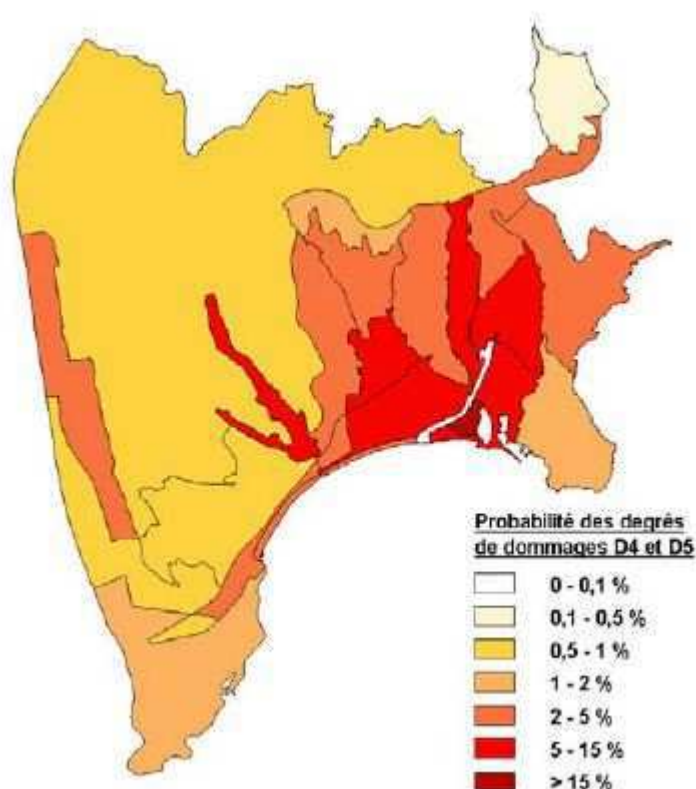 Probabilité des degrés
de dommages D4 et D5
0 - 0,1 %
0,1 - 0,5 %
0,5 - 1 %
1 - 2 %
2 - 5 %
5 - 15 %
> 15 %